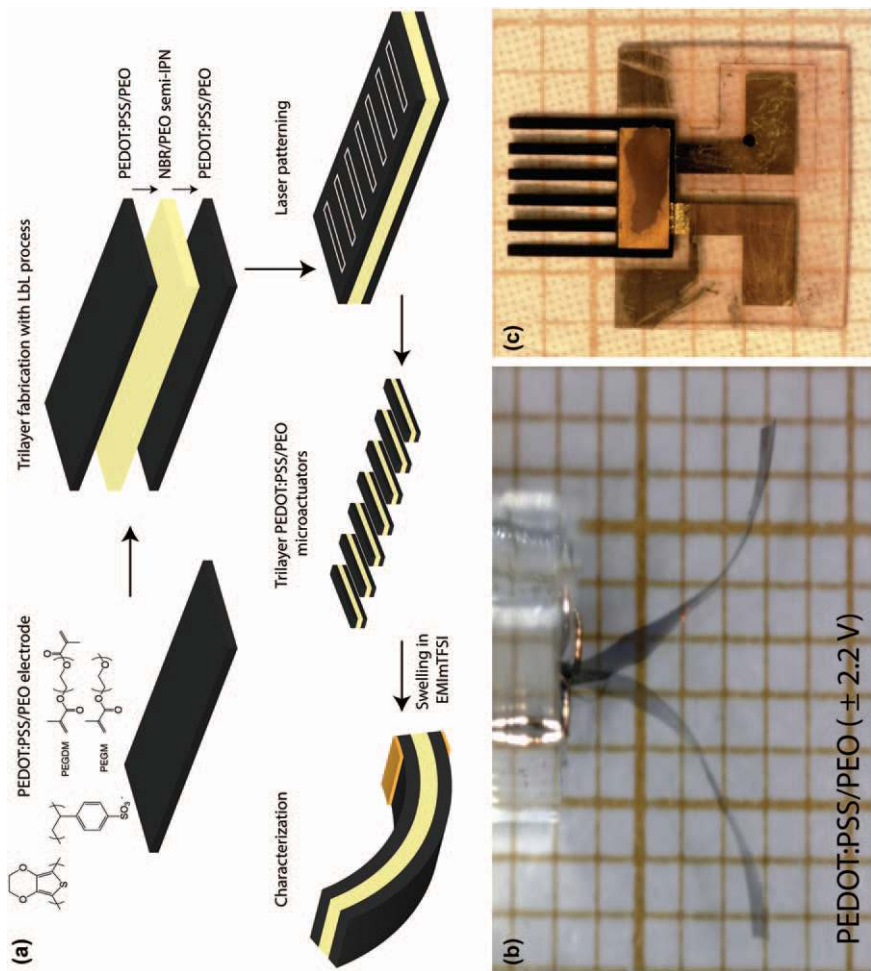 (a)
PEDOT:PSS/PEO electrode
PEGDM
PEGM
O
O
S
SO3-
O
O
O
O
O
O
O
Trilayer fabrication with LbL process
PEDOT:PSS/PEO
NBR/PEO semi-IPN
PEDOT:PSS/PEO
Laser patterning
Trilayer PEDOT:PSS/PEO
microactuators
Swelling in
EMImTFSI
Characterization
(b)
PEDOT:PSS/PEO ( ± 2.2 V)
(c)